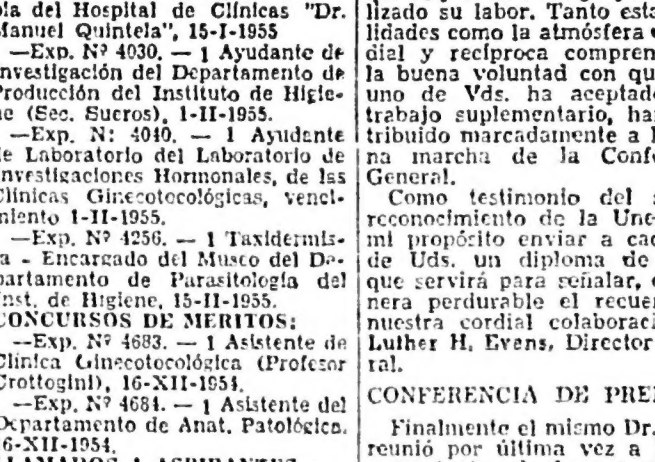 del Hospital de Clínicas "Dr.
Manuel Quintela", 15-I-1955
—Exp. Nº 4030. — 1 Ayudante de
Investigación del Departamento de
Producción del Instituto de Higie-
ne (Sec. Sueros), 1-II-1955.
—Exp. N: 4040. — 1 Ayudante
de Laboratorio del Laboratorio de
Investigaciones Hormonales, de las
Clínicas Ginecotocológicas, venci-
miento 1-II-1955.
—Exp. Nº 4256. — 1 Taxidermis-
ta - Encargado del Museo del De-
partamento de Parasitología del
Inst. de Higiene, 15-II-1955.
CONCURSOS DE MERITOS:
—Exp. Nº 4683. — 1 Asistente de
Clínica Ginecotocológica (Profesor
Crottogini), 16-XII-1954.
—Exp. Nº 4684. — 1 Asistente del
Departamento de Anat. Patológica.
16-XII-1954.
lizado su labor. Tanto esta
lidades como la atmósfera
dial y recíproca compren
la buena voluntad con qu
uno de Vds. ha aceptad
trabajo suplementario, ha
tribuido marcadamente a l
na marcha de la Conf
General.
Como testimonio del
reconocimiento de la Une
mi propósito enviar a ca
de Uds. un diploma de
que servirá para señalar,
nera perdurable el recue
nuestra cordial colaborac
Luther H. Evens, Director
ral.
CONFERENCIA DE PRE
Finalmente el mismo Dr.
reunió por última vez a